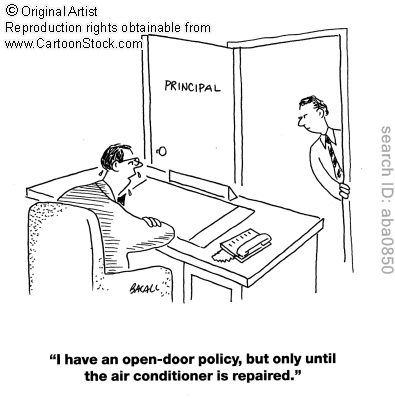 © Original Artist
Reproduction rights obtainable from
www.CartoonStock.com
PRINCIPAL
BACALL
search ID: aba0850
"I have an open-door policy, but only until
the air conditioner is repaired."